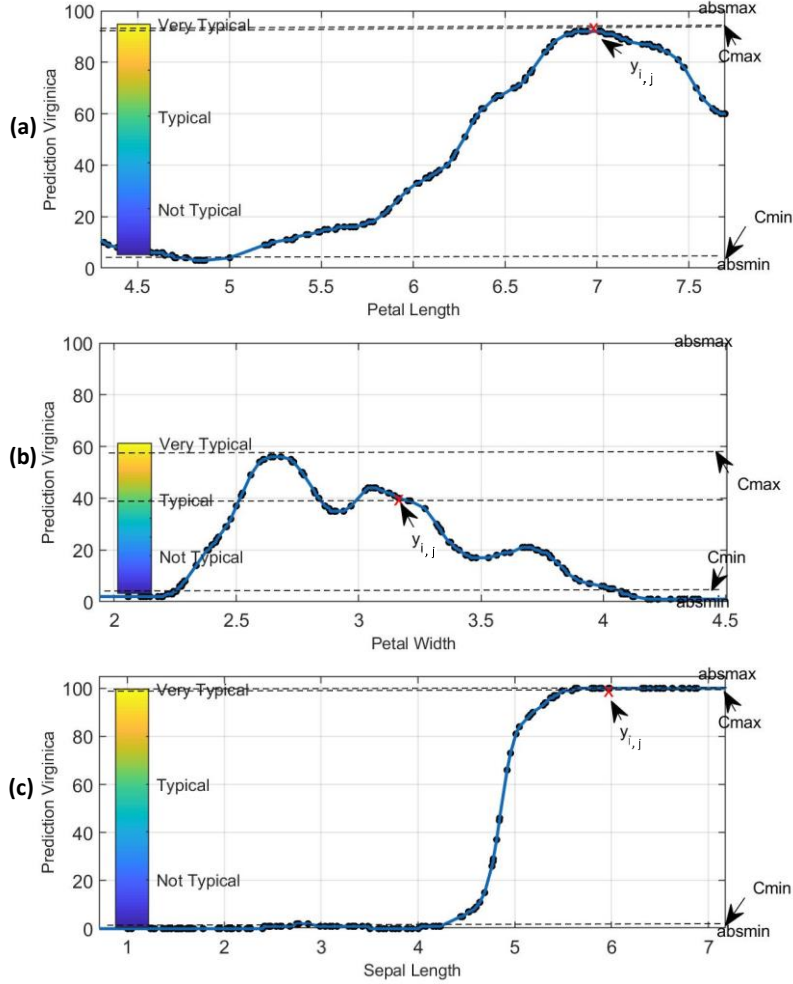 (a)
Prediction Virginica
100
80
60
40
20
0
Very Typical
Typical
Not Typical
absmax
Cmax
y i, j
Cmin
absmin
4.5 5 5.5 6 6.5 7 7.5
Petal Length
(b)
Prediction Virginica
100
80
60
40
20
0
Very Typical
Typical
Not Typical
absmax
Cmax
y i, j
Cmin
absmin
2 2.5 3 3.5 4 4.5
Petal Width
(c)
Prediction Virginica
100
80
60
40
20
0
Very Typical
Typical
Not Typical
absmax
Cmax
y i, j
Cmin
absmin
1 2 3 4 5 6 7
Sepal Length